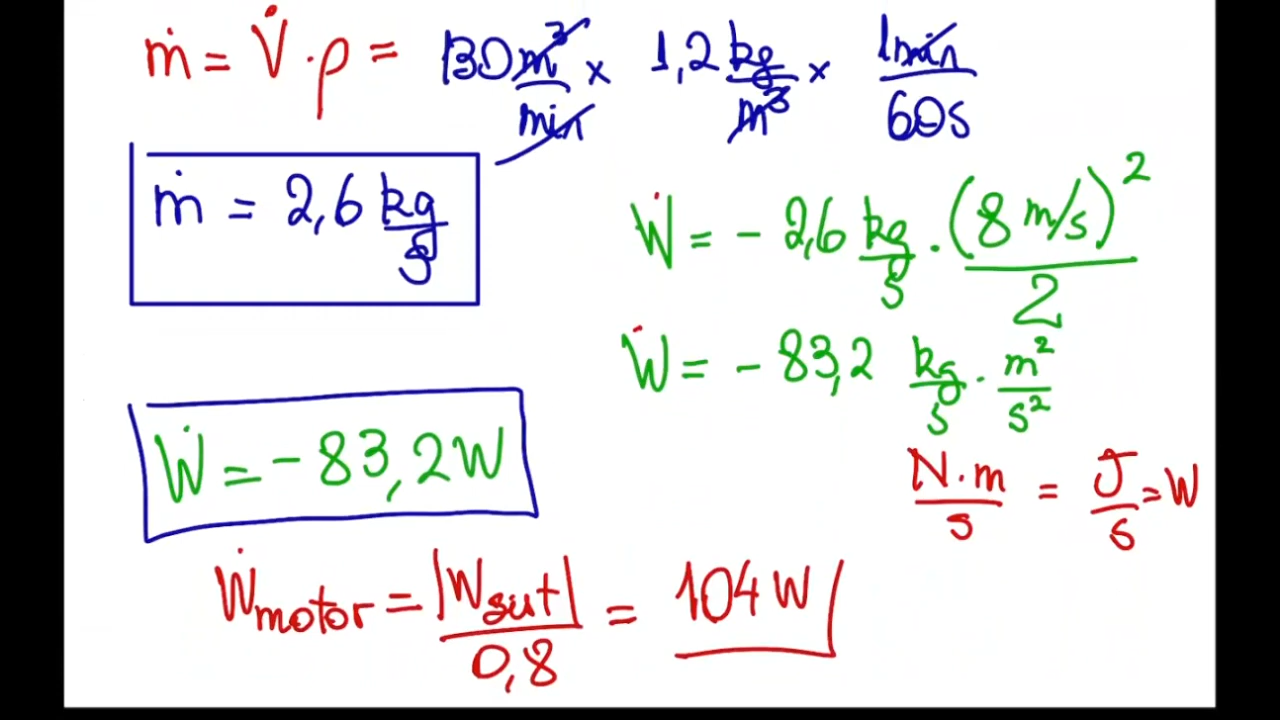 ṁ = V̇ · ρ = 130 m³/min × 1,2 kg/m³ × 1min/60s
ṁ = 2,6 kg/s
Ẇ = - 2,6 kg/s · (8 m/s)²/2
Ẇ = - 83,2 kg/s · m²/s²
Ẇ = - 83,2 W
N·m/s = J/s = W
Ẇmotor = |Wsut|/0,8 = 104 W